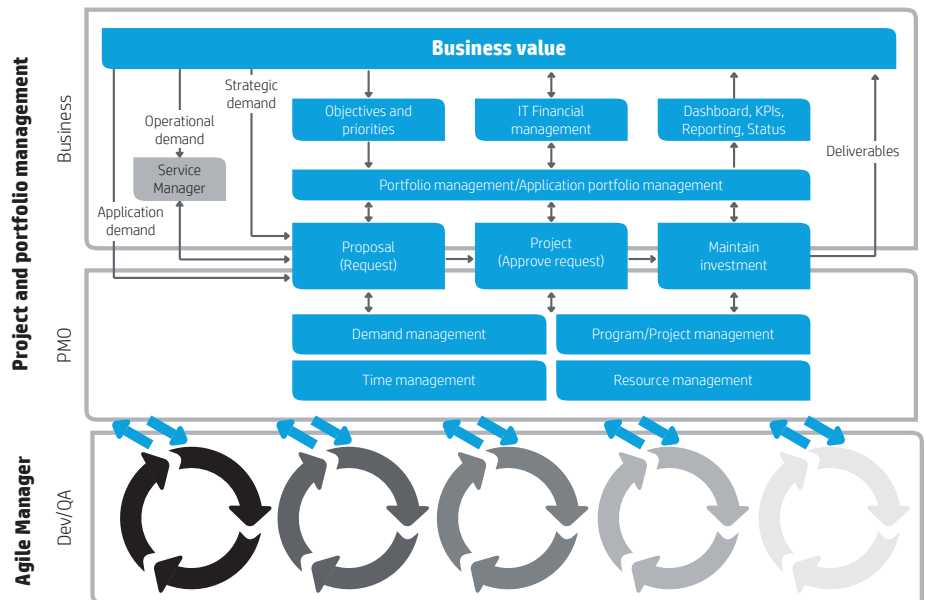 Business value
Strategic
demand
Objectives and
priorities
IT Financial
management
Dashboard, KPIs,
Reporting, Status
Operational
demand
Deliverables
Service
Manager
Portfolio management/Application portfolio management
Application
demand
Proposal
(Request)
Project
(Approve request)
Maintain
investment
Demand management
Program/Project management
Time management
Resource management
Project and portfolio management
Business
PMO
Agile Manager
Dev/QA